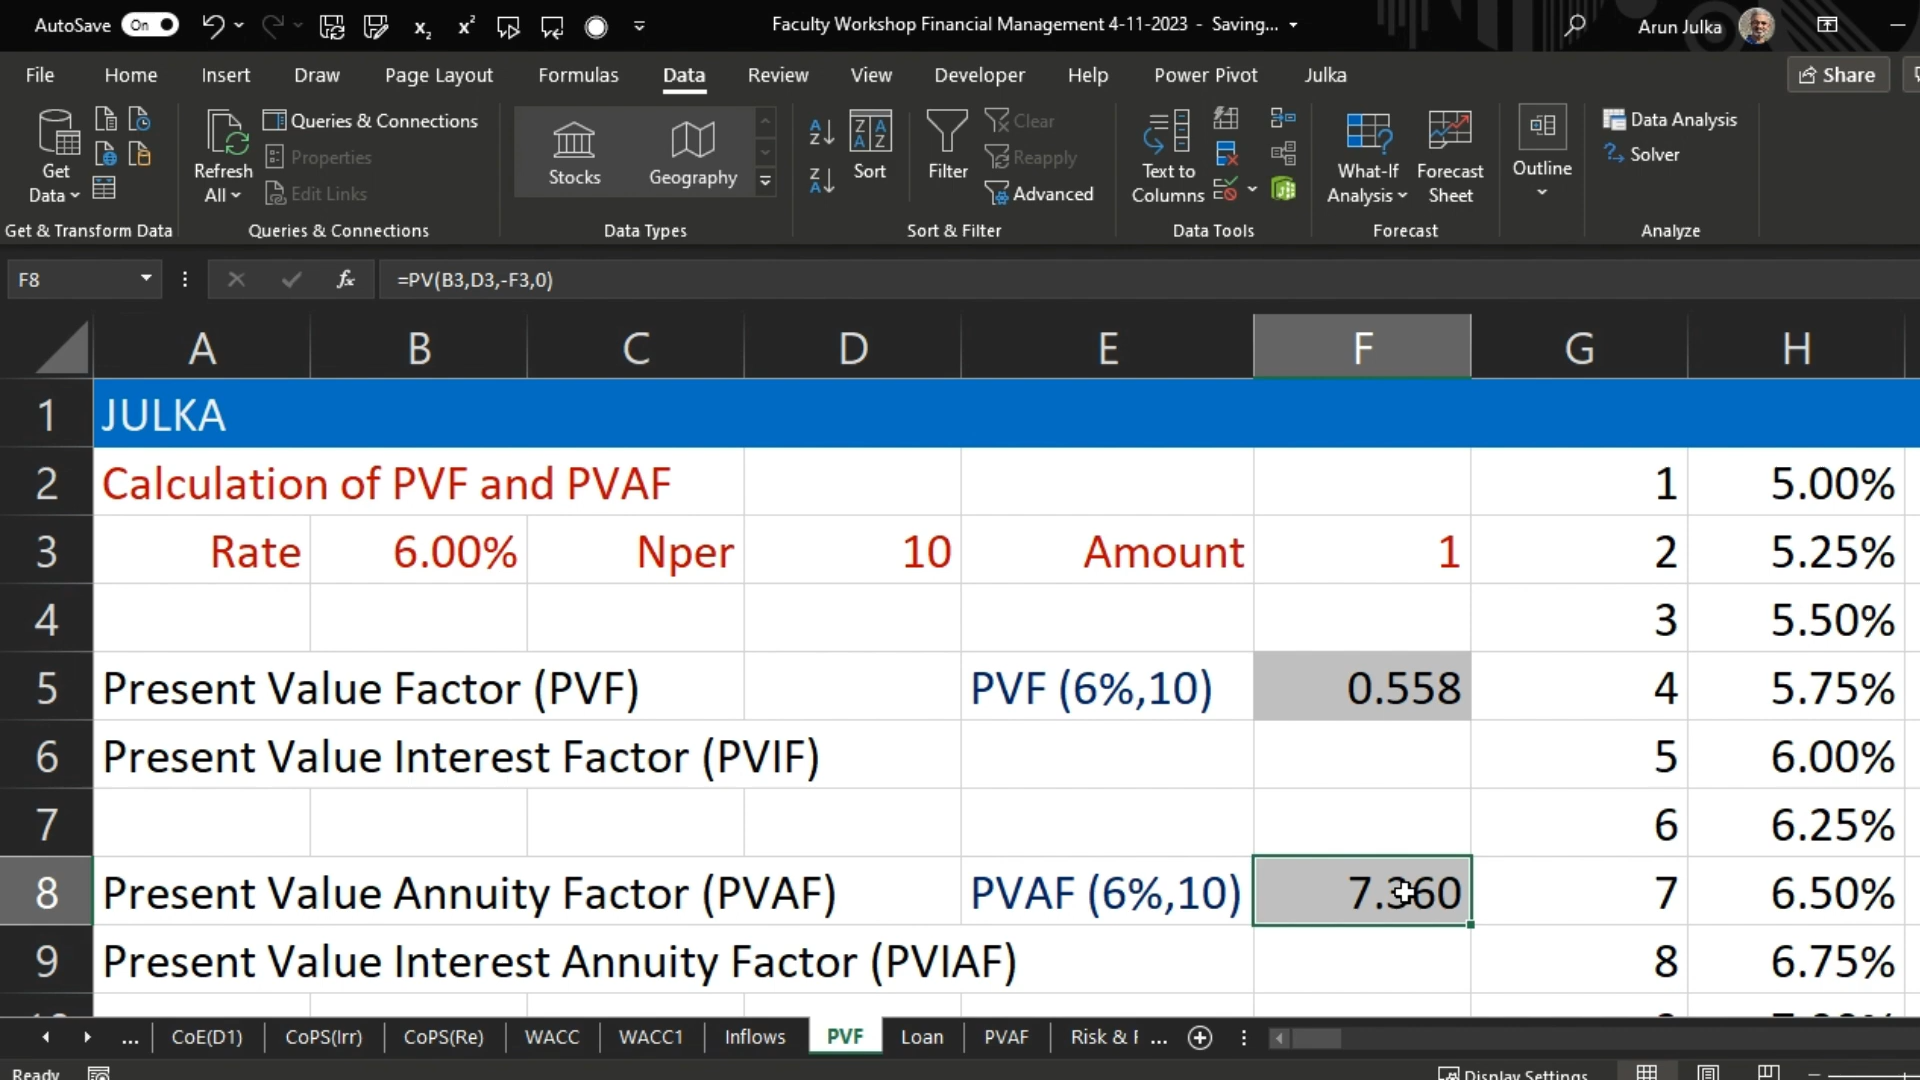 AutoSave On
Faculty Workshop Financial Management 4-11-2023 - Saving...
Arun Julka
File Home Insert Draw Page Layout Formulas Data Review View Developer Help Power Pivot Julka
Share
Get Data
Refresh All
Queries & Connections
Properties
Edit Links
Stocks
Geography
Sort
Filter
Clear
Reapply
Advanced
Text to Columns
What-If Analysis
Forecast Sheet
Outline
Data Analysis
Solver
Get & Transform Data Queries & Connections Data Types Sort & Filter Data Tools Forecast Analyze
F8 fx =PV(B3,D3,-F3,0)
A B C D E F G H
1 JULKA
2 Calculation of PVF and PVAF 1 5.00%
3 Rate 6.00% Nper 10 Amount 1 2 5.25%
4 3 5.50%
5 Present Value Factor (PVF) PVF (6%,10) 0.558 4 5.75%
6 Present Value Interest Factor (PVIF) 5 6.00%
7 6 6.25%
8 Present Value Annuity Factor (PVAF) PVAF (6%,10) 7.360 7 6.50%
9 Present Value Interest Annuity Factor (PVIAF) 8 6.75%
... CoE(D1) CoPS(Irr) CoPS(Re) WACC WACC1 Inflows PVF Loan PVAF Risk & ...
Ready
Display Settings